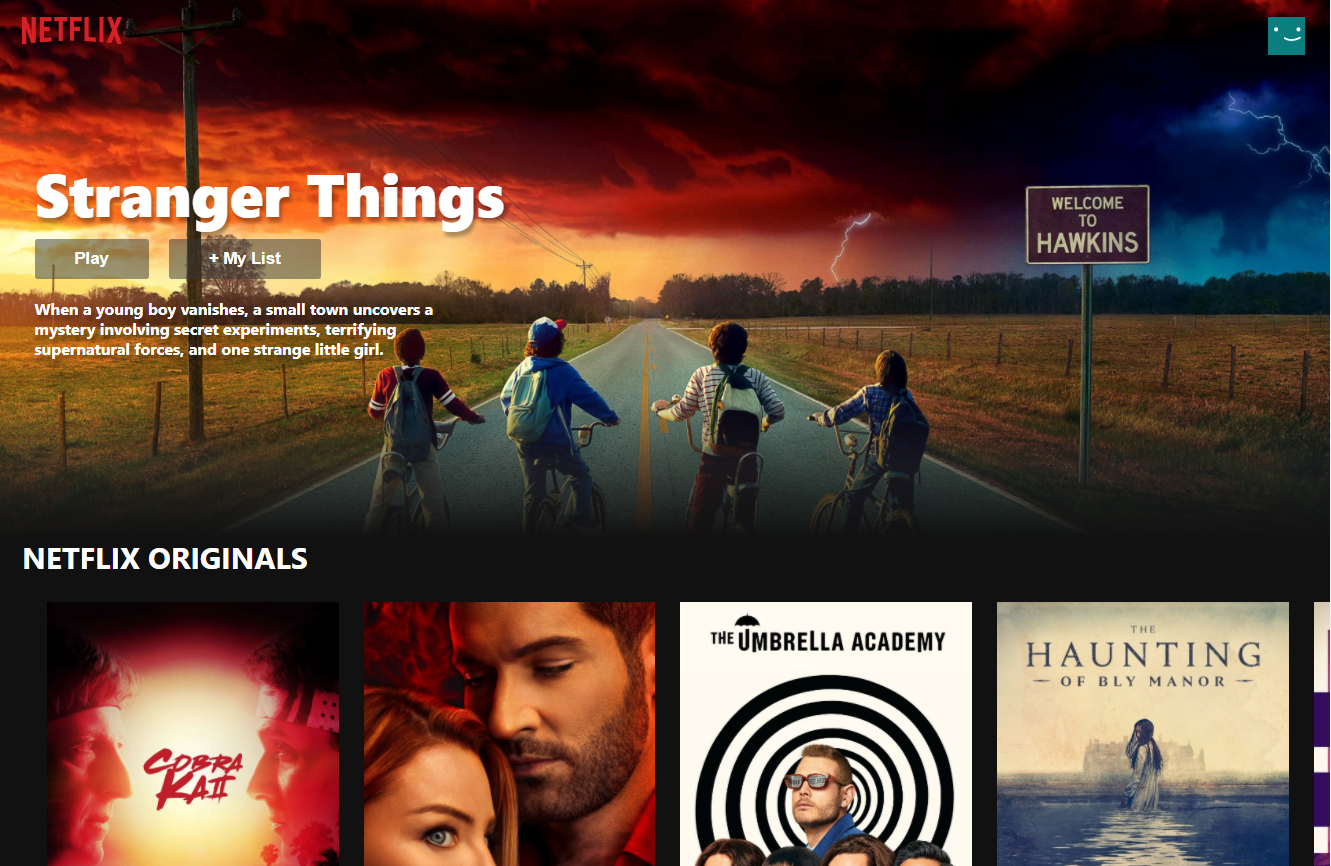 NETFLIX
Stranger Things
WELCOME
TO
HAWKINS
Play
+ My List
When a young boy vanishes, a small town uncovers a
mystery involving secret experiments, terrifying
supernatural forces, and one strange little girl.
NETFLIX ORIGINALS
COBRA
KAI
THE UMBRELLA ACADEMY
THE
HAUNTING
OF BLY MANOR